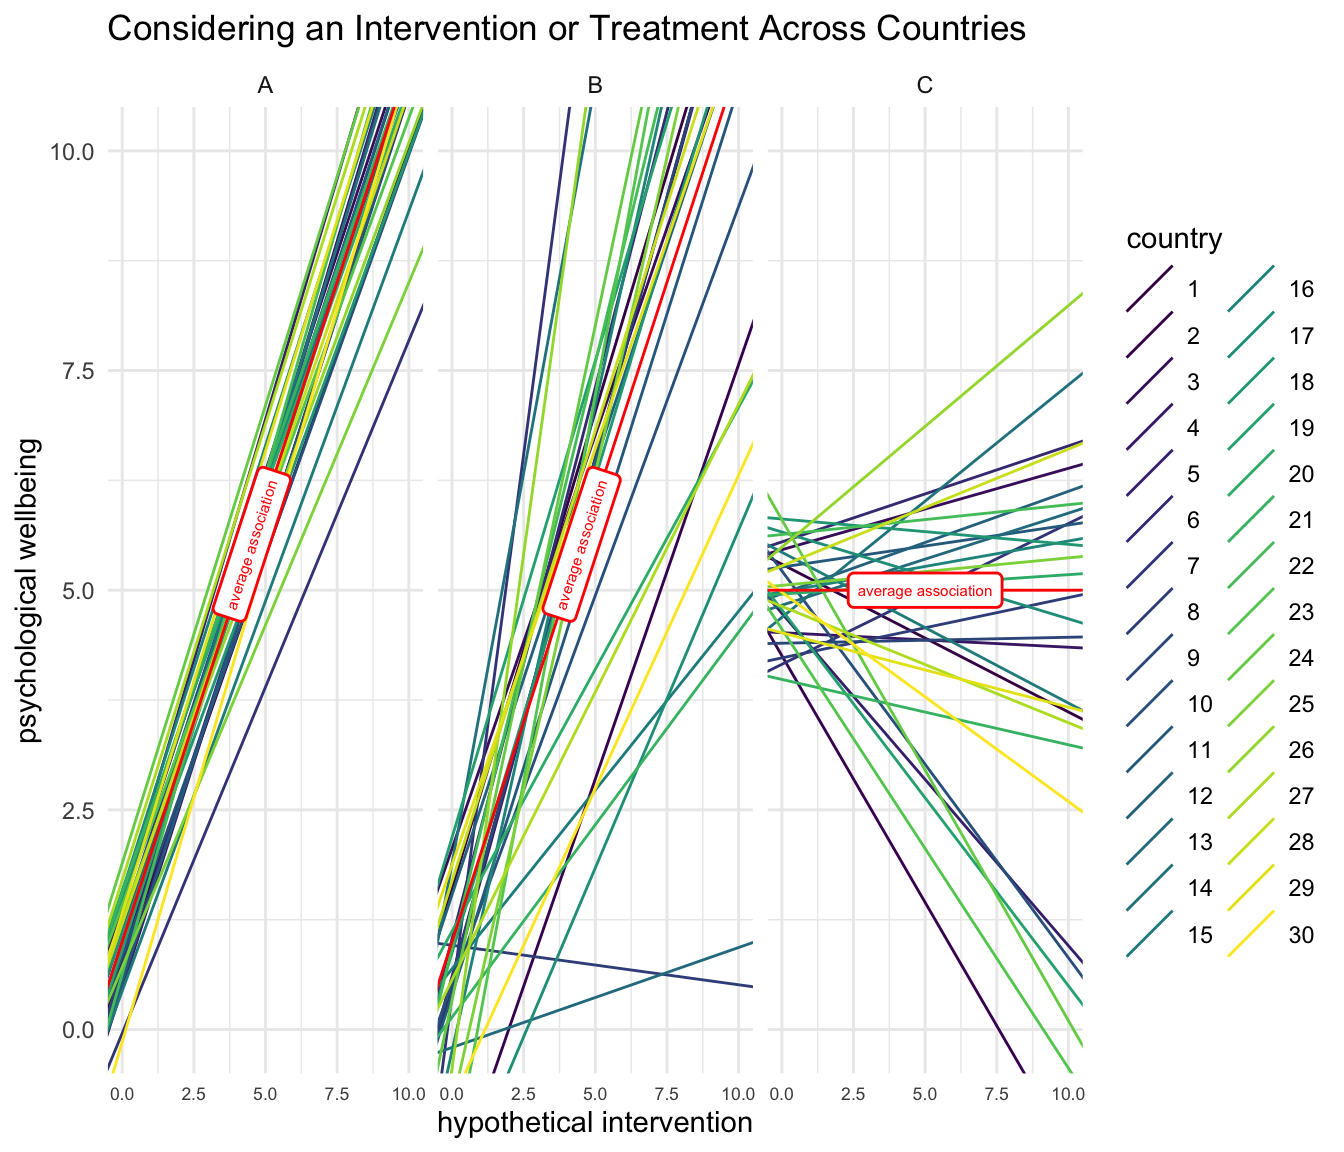 Considering an Intervention or Treatment Across Countries
A
B
C
psychological wellbeing
10.0
7.5
5.0
2.5
0.0
average association
average association
average association
0.0 2.5 5.0 7.5 10.0
0.0 2.5 5.0 7.5 10.0
0.0 2.5 5.0 7.5 10.0
hypothetical intervention
country
1
2
3
4
5
6
7
8
9
10
11
12
13
14
15
16
17
18
19
20
21
22
23
24
25
26
27
28
29
30